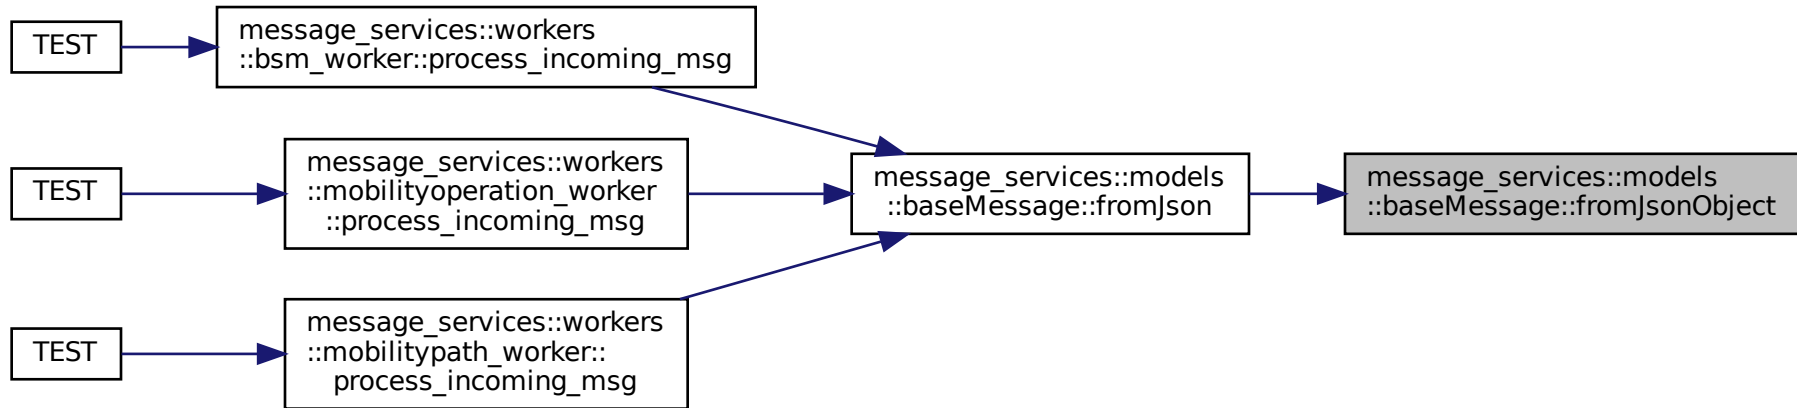 TEST
message_services::workers
::bsm_worker::process_incoming_msg
TEST
message_services::workers
::mobilityoperation_worker
::process_incoming_msg
TEST
message_services::workers
::mobilitypath_worker::
process_incoming_msg
message_services::models
::baseMessage::fromJson
message_services::models
::baseMessage::fromJsonObject